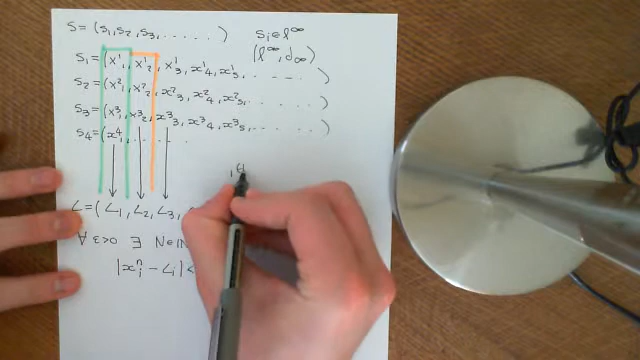 S = (s₁, s₂, s₃, . . . . . . ) sᵢ ∈ ℓ^∞
(ℓ^∞, d_∞)
S₁ = (x¹₁, x¹₂, x¹₃, x¹₄, x¹₅, . . . . . . )
S₂ = (x²₁, x²₂, x²₃, x²₄, x²₅, . . . . . . )
S₃ = (x³₁, x³₂, x³₃, x³₄, x³₅, . . . . . . )
S₄ = (x⁴₁, . . . . .
L = (L₁, L₂, L₃,
∀ ε>0 ∃ N∈ℕ
|xⁿᵢ - Lᵢ| <